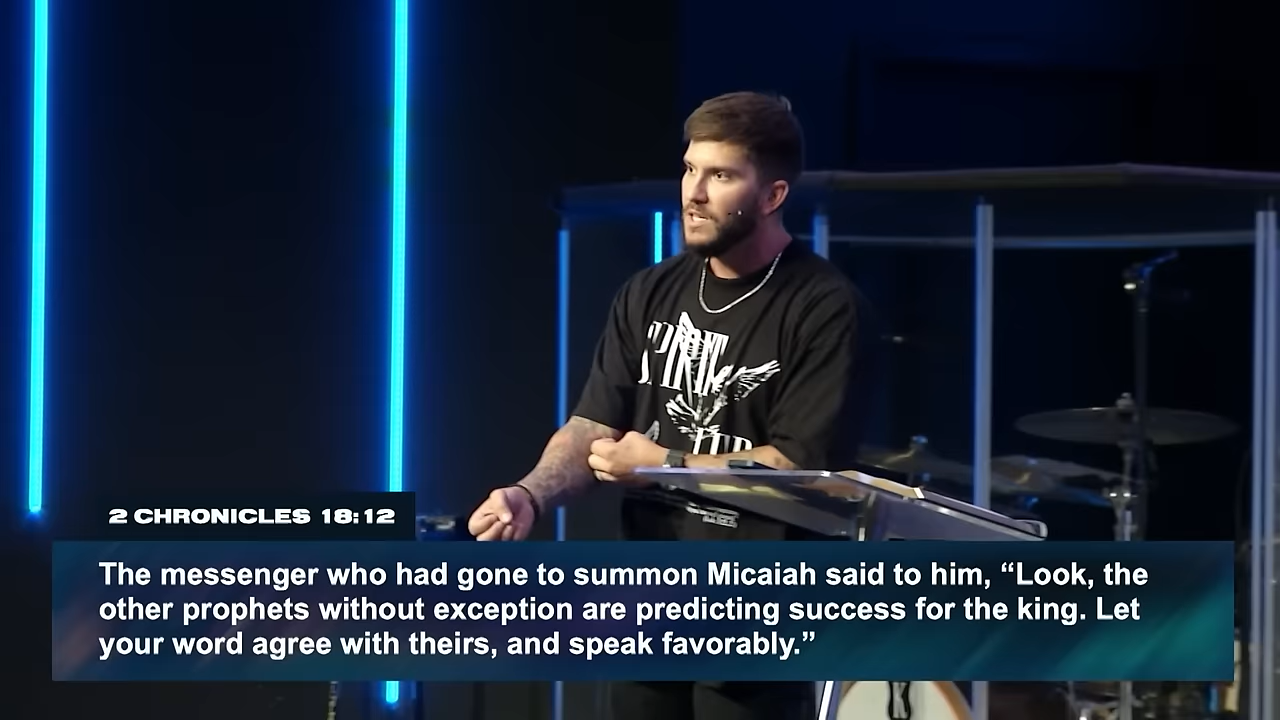 SPIRIT
2 CHRONICLES 18:12
The messenger who had gone to summon Micaiah said to him, “Look, the
other prophets without exception are predicting success for the king. Let
your word agree with theirs, and speak favorably.”
K